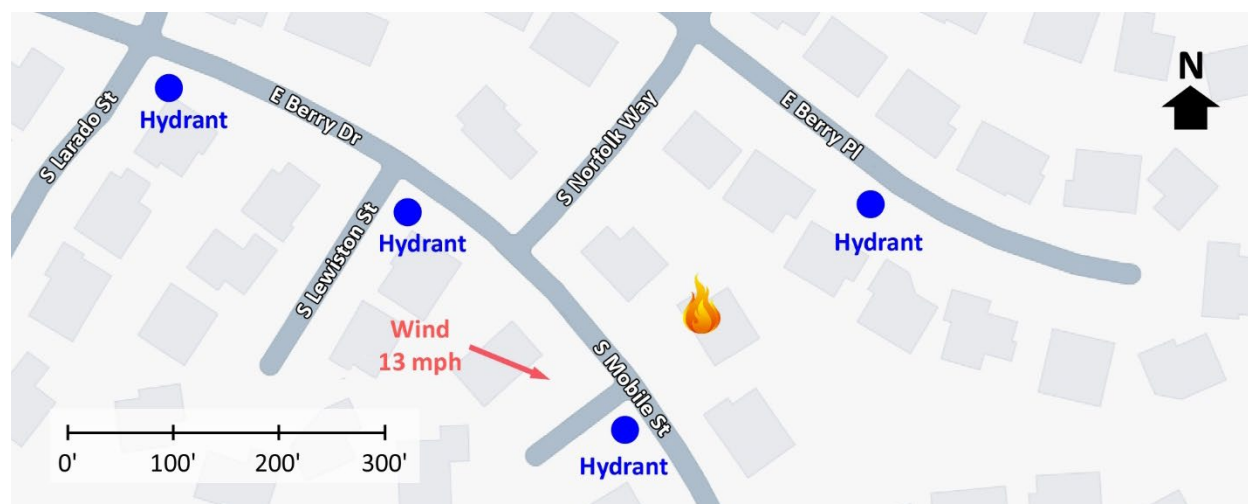 N
Hydrant
S Larado St
E Berry Dr
S Norfolk Way
E Berry Pl
Hydrant
S Lewiston St
Hydrant
Wind
13 mph
S Mobile St
Hydrant
0' 100' 200' 300'